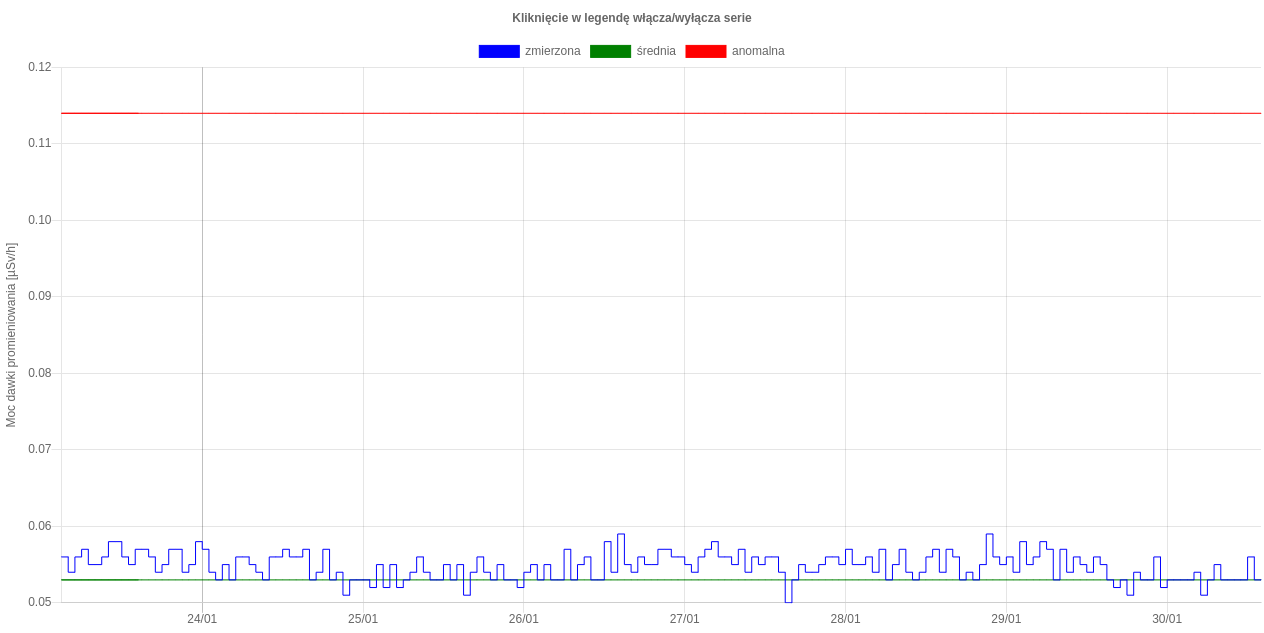 Kliknięcie w legendę włącza/wyłącza serie
zmierzona średnia anomalna
Moc dawki promieniowania [µSv/h]
0.12
0.11
0.10
0.09
0.08
0.07
0.06
0.05
24/01 25/01 26/01 27/01 28/01 29/01 30/01